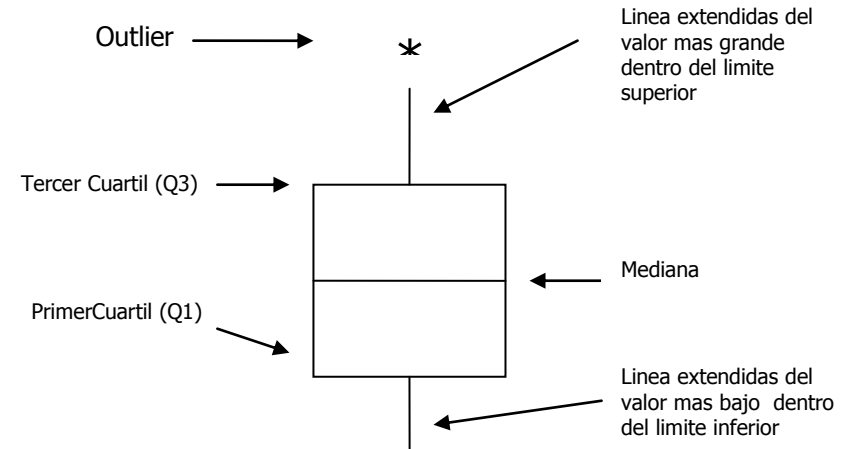 Outlier
Linea extendidas del
valor mas grande
dentro del limite
superior
Tercer Cuartil (Q3)
Mediana
PrimerCuartil (Q1)
Linea extendidas del
valor mas bajo dentro
del limite inferior